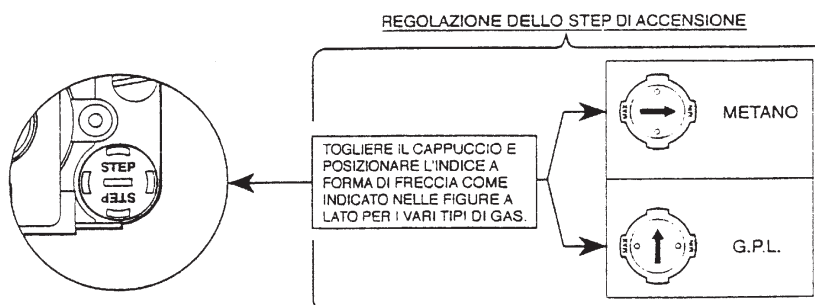 REGOLAZIONE DELLO STEP DI ACCENSIONE
STEP
STEP
TOGLIERE IL CAPPUCCIO E
POSIZIONARE L'INDICE A
FORMA DI FRECCIA COME
INDICATO NELLE FIGURE A
LATO PER I VARI TIPI DI GAS.
METANO
G.P.L.